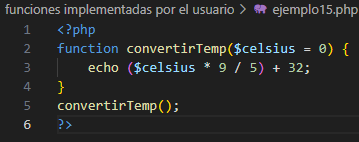 funciones implementadas por el usuario > ejemplo15.php
1 <?php
2 function convertirTemp($celsius = 0) {
3     echo ($celsius * 9 / 5) + 32;
4 }
5 convertirTemp();
6 ?>